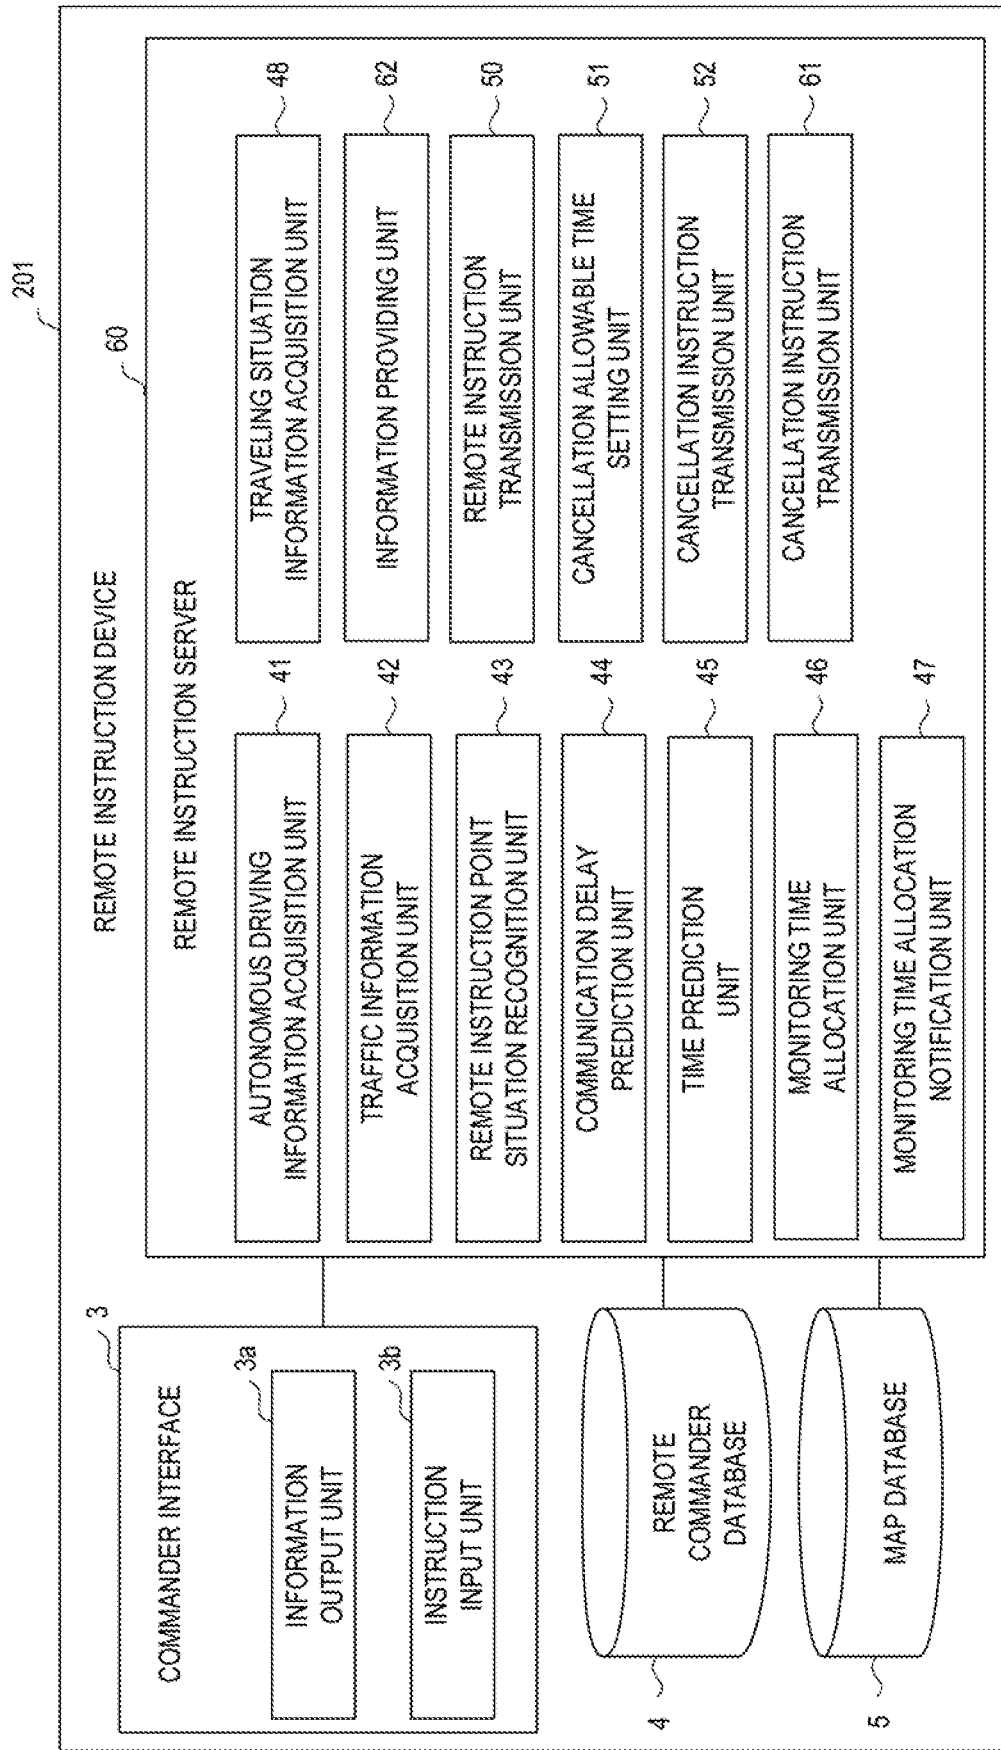 201
REMOTE INSTRUCTION DEVICE
3
COMMANDER INTERFACE
3a
INFORMATION
OUTPUT UNIT
3b
INSTRUCTION
INPUT UNIT
REMOTE
COMMANDER
DATABASE
4
MAP DATABASE
5
60
REMOTE INSTRUCTION SERVER
AUTONOMOUS DRIVING
INFORMATION ACQUISITION UNIT
41
TRAFFIC INFORMATION
ACQUISITION UNIT
42
REMOTE INSTRUCTION POINT
SITUATION RECOGNITION UNIT
43
COMMUNICATION DELAY
PREDICTION UNIT
44
TIME PREDICTION
UNIT
45
MONITORING TIME
ALLOCATION UNIT
46
MONITORING TIME ALLOCATION
NOTIFICATION UNIT
47
TRAVELING SITUATION
INFORMATION ACQUISITION UNIT
48
INFORMATION PROVIDING UNIT
62
REMOTE INSTRUCTION
TRANSMISSION UNIT
50
CANCELLATION ALLOWABLE TIME
SETTING UNIT
51
CANCELLATION INSTRUCTION
TRANSMISSION UNIT
52
CANCELLATION INSTRUCTION
TRANSMISSION UNIT
61